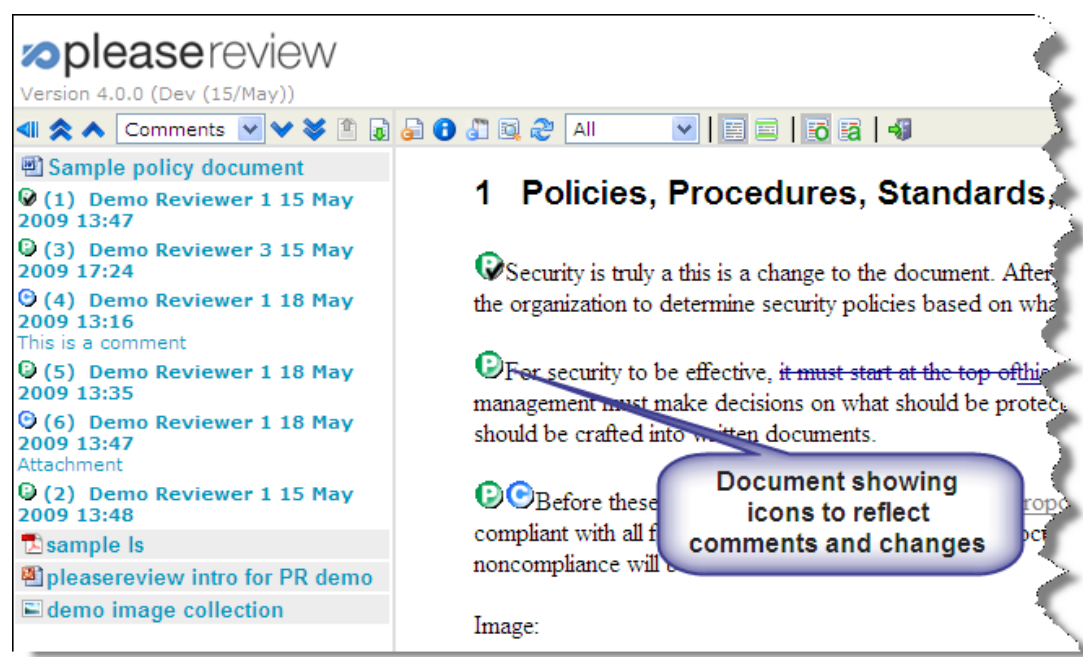 pleasereview
Version 4.0.0 (Dev (15/May))
Comments
All
Sample policy document
(1) Demo Reviewer 1 15 May
2009 13:47
(3) Demo Reviewer 3 15 May
2009 17:24
(4) Demo Reviewer 1 18 May
2009 13:16
This is a comment
(5) Demo Reviewer 1 18 May
2009 13:35
(6) Demo Reviewer 1 18 May
2009 13:47
Attachment
(2) Demo Reviewer 1 15 May
2009 13:48
sample ls
pleasereview intro for PR demo
demo image collection
1 Policies, Procedures, Standards,
Security is truly a this is a change to the document. After
the organization to determine security policies based on
For security to be effective, it must start at the top of
management must make decisions on what should be
should be crafted into written documents.
Before these
compliant with all
noncompliance will
Image:
Document showing
icons to reflect
comments and changes